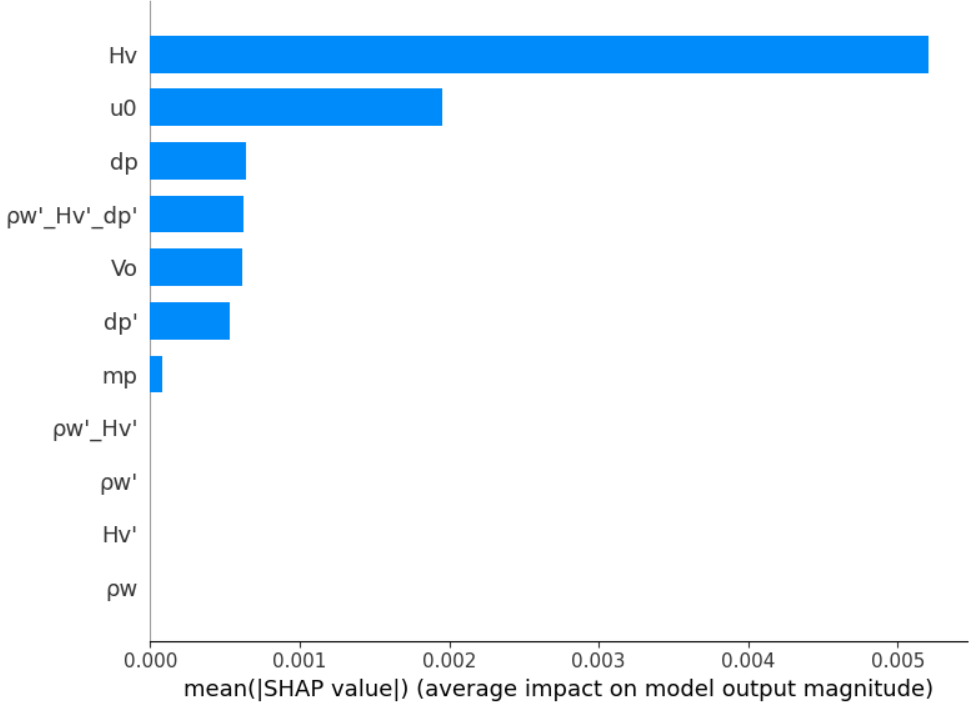 Hv
u0
dp
ρw'_Hv'_dp'
Vo
dp'
mp
ρw'_Hv'
ρw'
Hv'
ρw
0.000 0.001 0.002 0.003 0.004 0.005
mean(|SHAP value|) (average impact on model output magnitude)